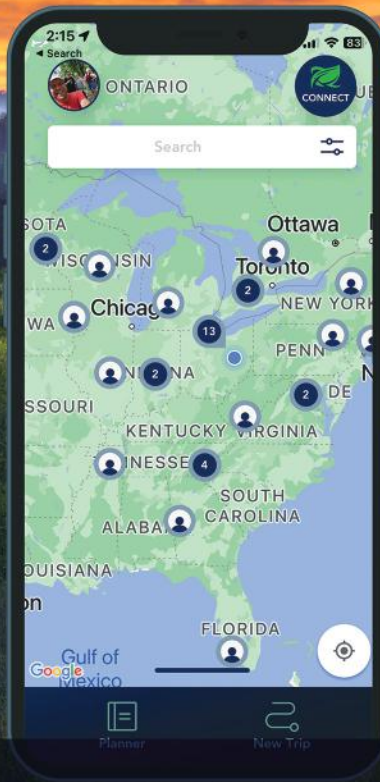 2:15
83
Search
ONTARIO
CONNECT
Search
SOTA
Ottawa
2
WISCONSIN
Toronto
2
NEW YORK
WA
Chicag
13
PENN
2
NA
2
DE
SSOURI
KENTUCKY
VIRGINIA
NESSE
4
SOUTH
CAROLINA
ALABA
OUISIANA
on
FLORIDA
Google
Gulf of
Mexico
Planner
New Trip